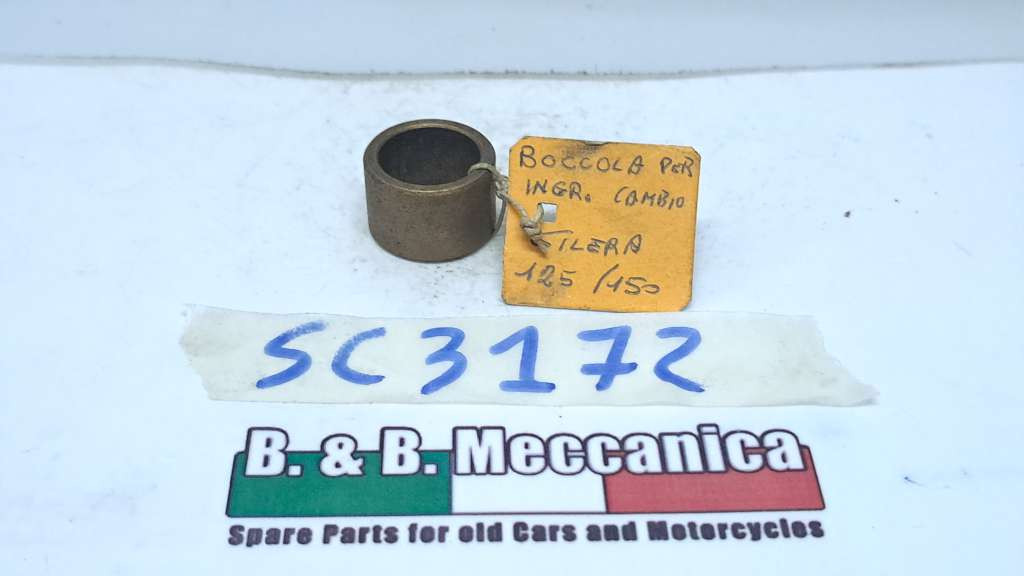 BOCCOLA PER
INGR. CAMBIO
GILERA
125 /150
SC3172
B. & B. Meccanica
Spare Parts for old Cars and Motorcycles